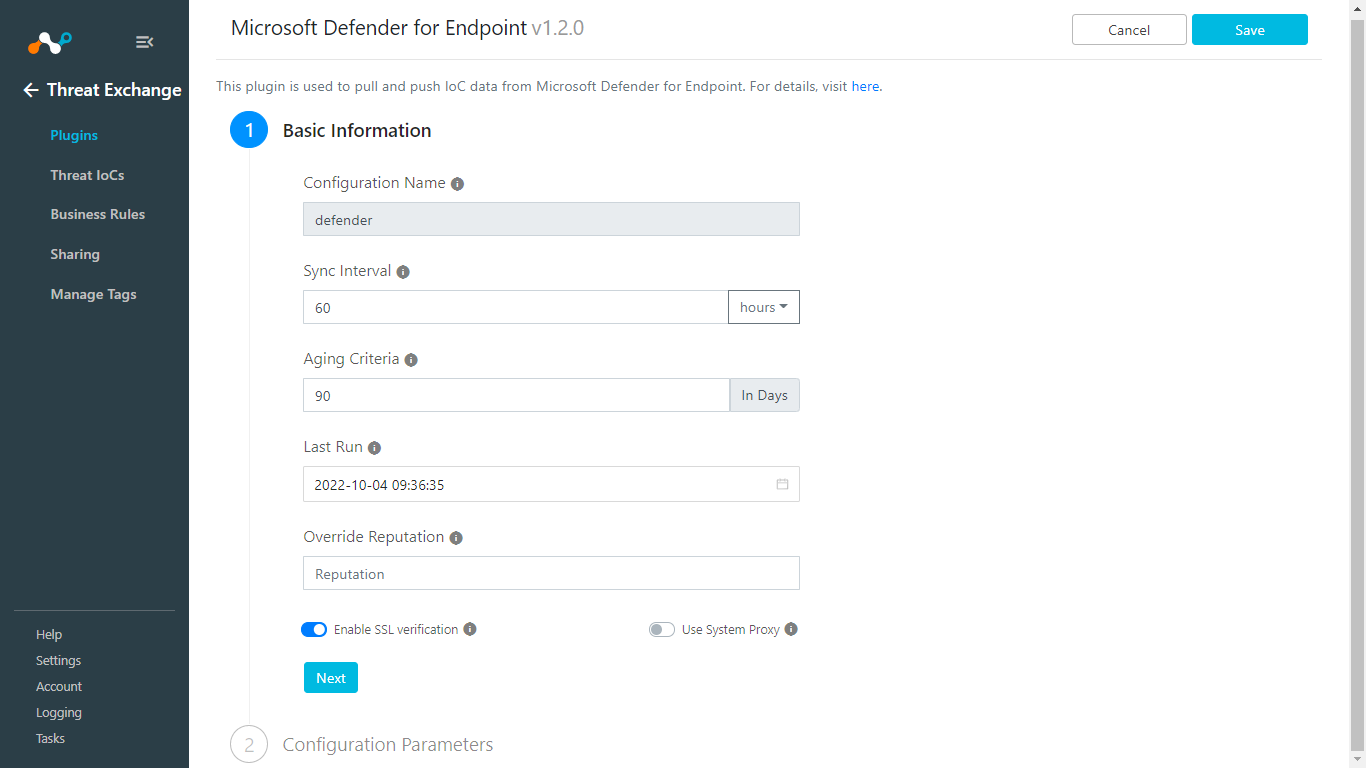 Threat Exchange
Plugins
Threat IoCs
Business Rules
Sharing
Manage Tags
Help
Settings
Account
Logging
Tasks
Microsoft Defender for Endpoint v1.2.0
Cancel
Save
This plugin is used to pull and push IoC data from Microsoft Defender for Endpoint. For details, visit here.
1 Basic Information
Configuration Name
defender
Sync Interval
60 hours
Aging Criteria
90 In Days
Last Run
2022-10-04 09:36:35
Override Reputation
Reputation
Enable SSL verification Use System Proxy
Next
2 Configuration Parameters